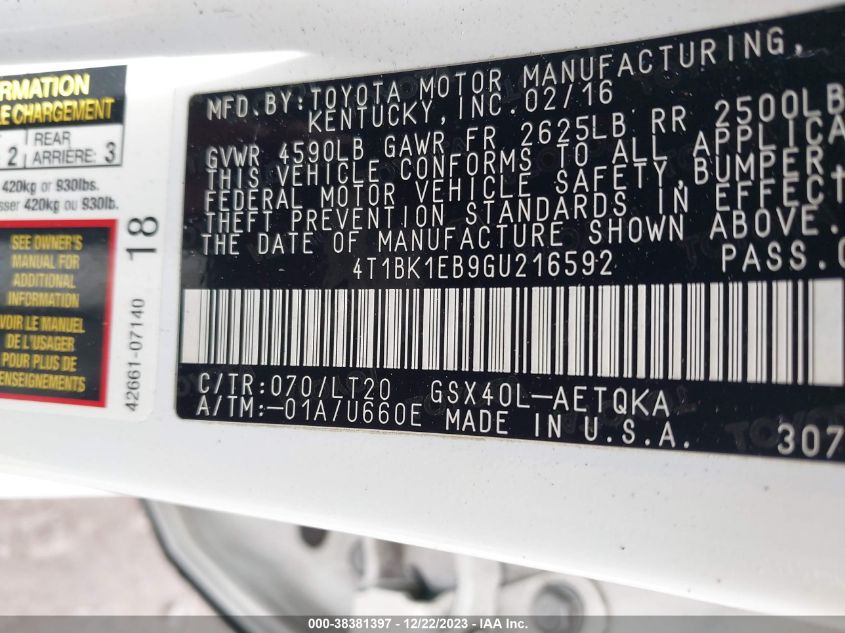 RMATION
E CHARGEMENT
2 REAR ARRIÈRE: 3
420kg or 930lbs.
sser 420kg ou 930lb.
SEE OWNER'S
MANUAL FOR
ADDITIONAL
INFORMATION
VOIR LE MANUEL
DE L'USAGER
POUR PLUS DE
RENSEIGNEMENTS
18
42661-07140
MFD.BY:TOYOTA MOTOR MANUFACTURING,
KENTUCKY,INC.02/16
GVWR 4590LB GAWR FR 2625LB RR 2500LB
THIS VEHICLE CONFORMS TO ALL APPLICA
FEDERAL MOTOR VEHICLE SAFETY,BUMPER
THEFT PREVENTION STANDARDS IN EFFECT
THE DATE OF MANUFACTURE SHOWN ABOVE.
4T1BK1EB9GU216592 PASS.C
C/TR:070/LT20 GSX40L-AETQKA
A/TM:-01A/U660E MADE IN U.S.A. 307
000-38381397 - 12/22/2023 - IAA Inc.